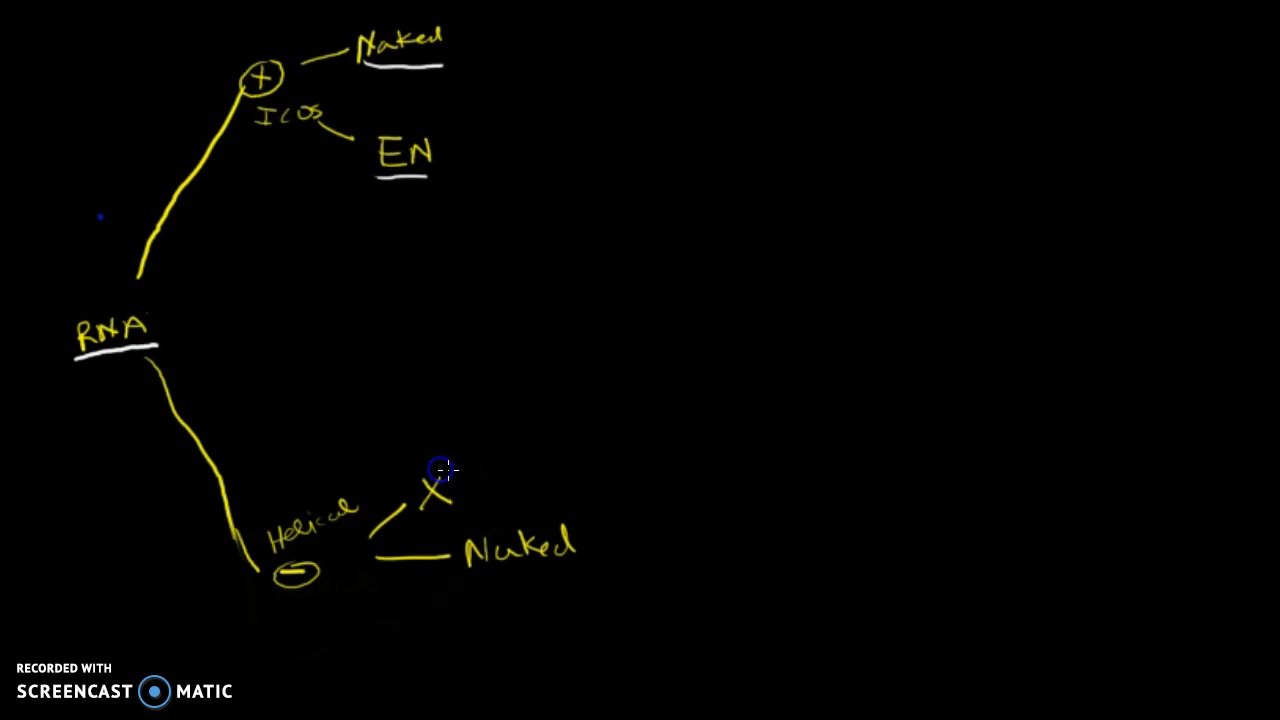 Naked
+
ICOS
EN
RNA
X
Helical
Naked
−
RECORDED WITH
SCREENCAST MATIC